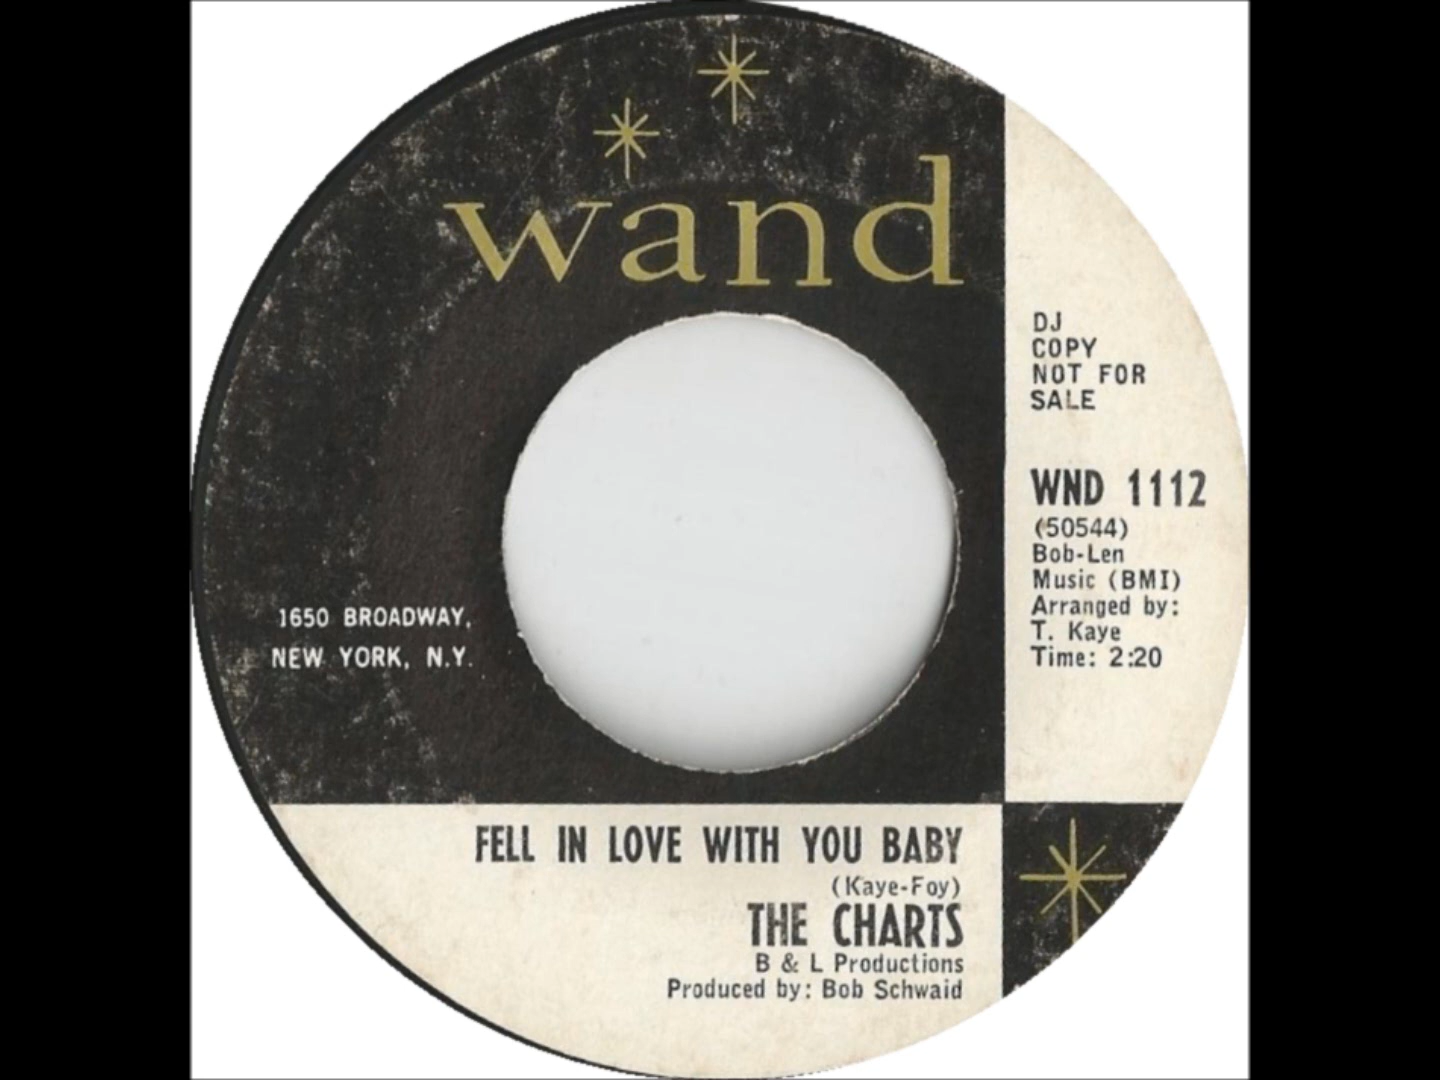 wand
DJ
COPY
NOT FOR
SALE
WND 1112
(50544)
Bob-Len
Music (BMI)
Arranged by:
T. Kaye
Time: 2:20
1650 BROADWAY,
NEW YORK, N.Y.
FELL IN LOVE WITH YOU BABY
(Kaye-Foy)
THE CHARTS
B & L Productions
Produced by: Bob Schwaid